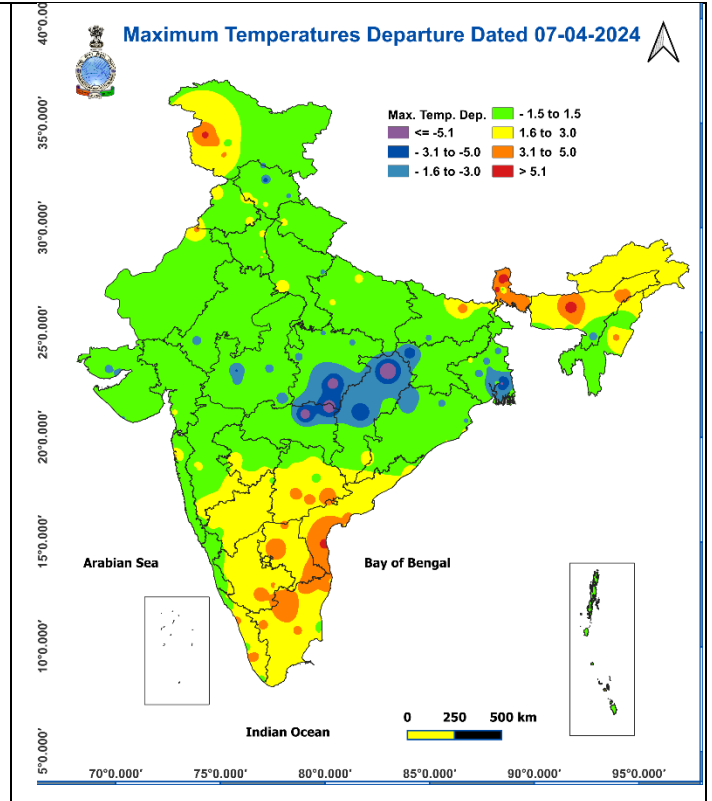 Maximum Temperatures Departure Dated 07-04-2024
Max. Temp. Dep.
<= -5.1
- 3.1 to -5.0
- 1.6 to -3.0
- 1.5 to 1.5
1.6 to 3.0
3.1 to 5.0
> 5.1
40°0.000'
35°0.000'
30°0.000'
25°0.000'
20°0.000'
15°0.000'
10°0.000'
5°0.000'
Arabian Sea
Bay of Bengal
Indian Ocean
0 250 500 km
70°0.000' 75°0.000' 80°0.000' 85°0.000' 90°0.000' 95°0.000'